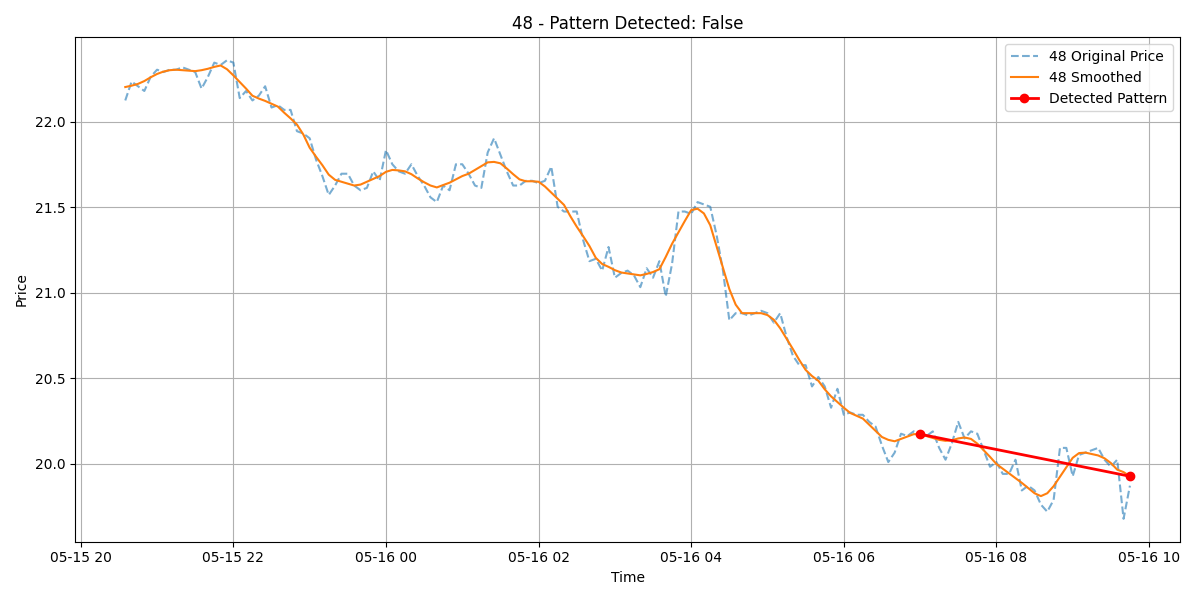 48 - Pattern Detected: False
48 Original Price
48 Smoothed
Detected Pattern
Price
22.0
21.5
21.0
20.5
20.0
05-15 20
05-15 22
05-16 00
05-16 02
05-16 04
05-16 06
05-16 08
05-16 10
Time